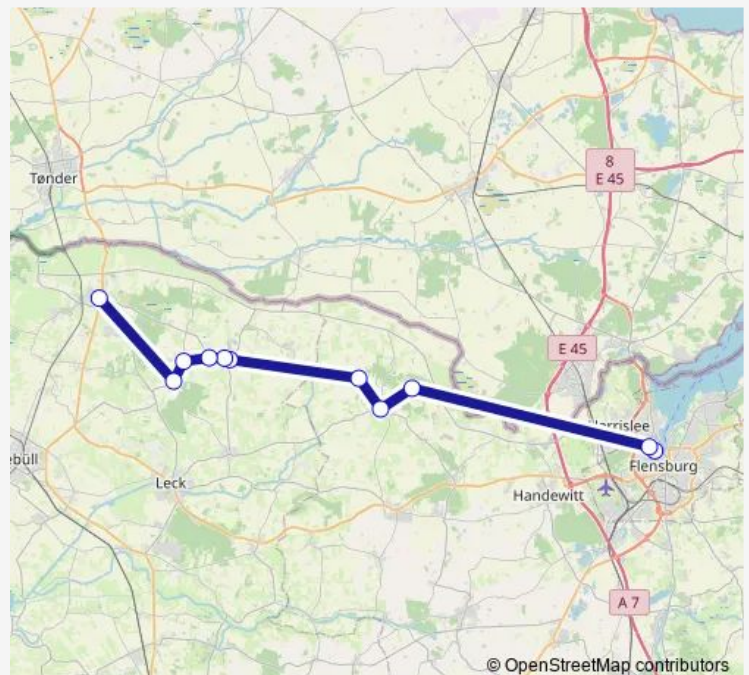 8
E 45
Tønder
E 45
Flensburg
Leck
Handewitt
A 7
© OpenStreetMap contributors